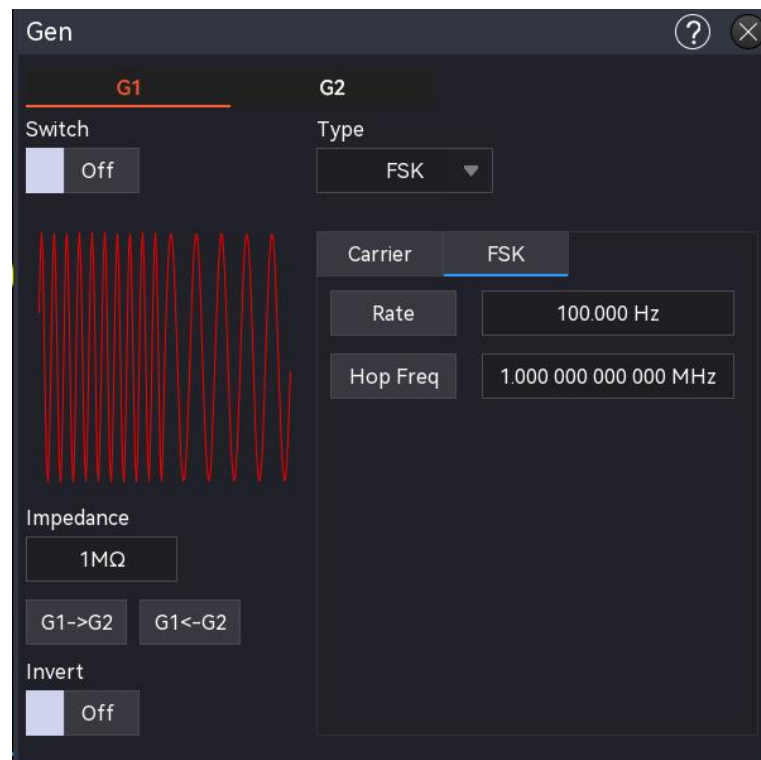 Gen
G1 G2
Switch Type
Off FSK
Carrier FSK
Rate 100.000 Hz
Hop Freq 1.000 000 000 000 MHz
Impedance
1MΩ
G1->G2 G1<-G2
Invert
Off